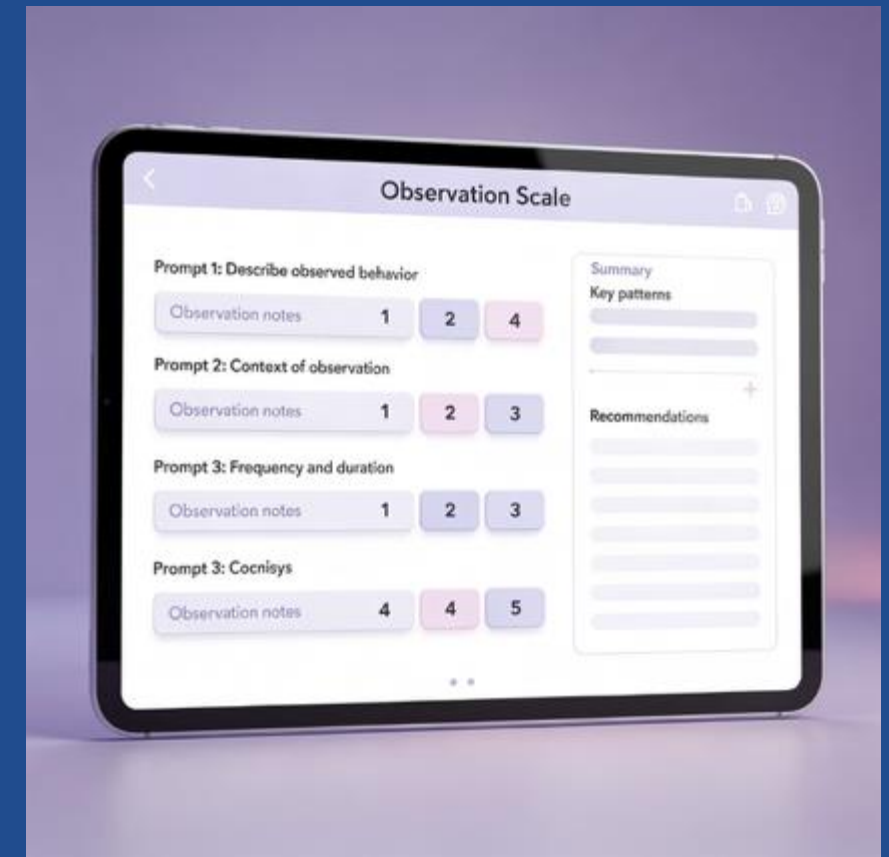 Observation Scale
Prompt 1: Describe observed behavior
Observation notes 1 2 4
Prompt 2: Context of observation
Observation notes 1 2 3
Prompt 3: Frequency and duration
Observation notes 1 2 3
Prompt 3: Cocnisys
Observation notes 4 4 5
Summary
Key patterns
Recommendations